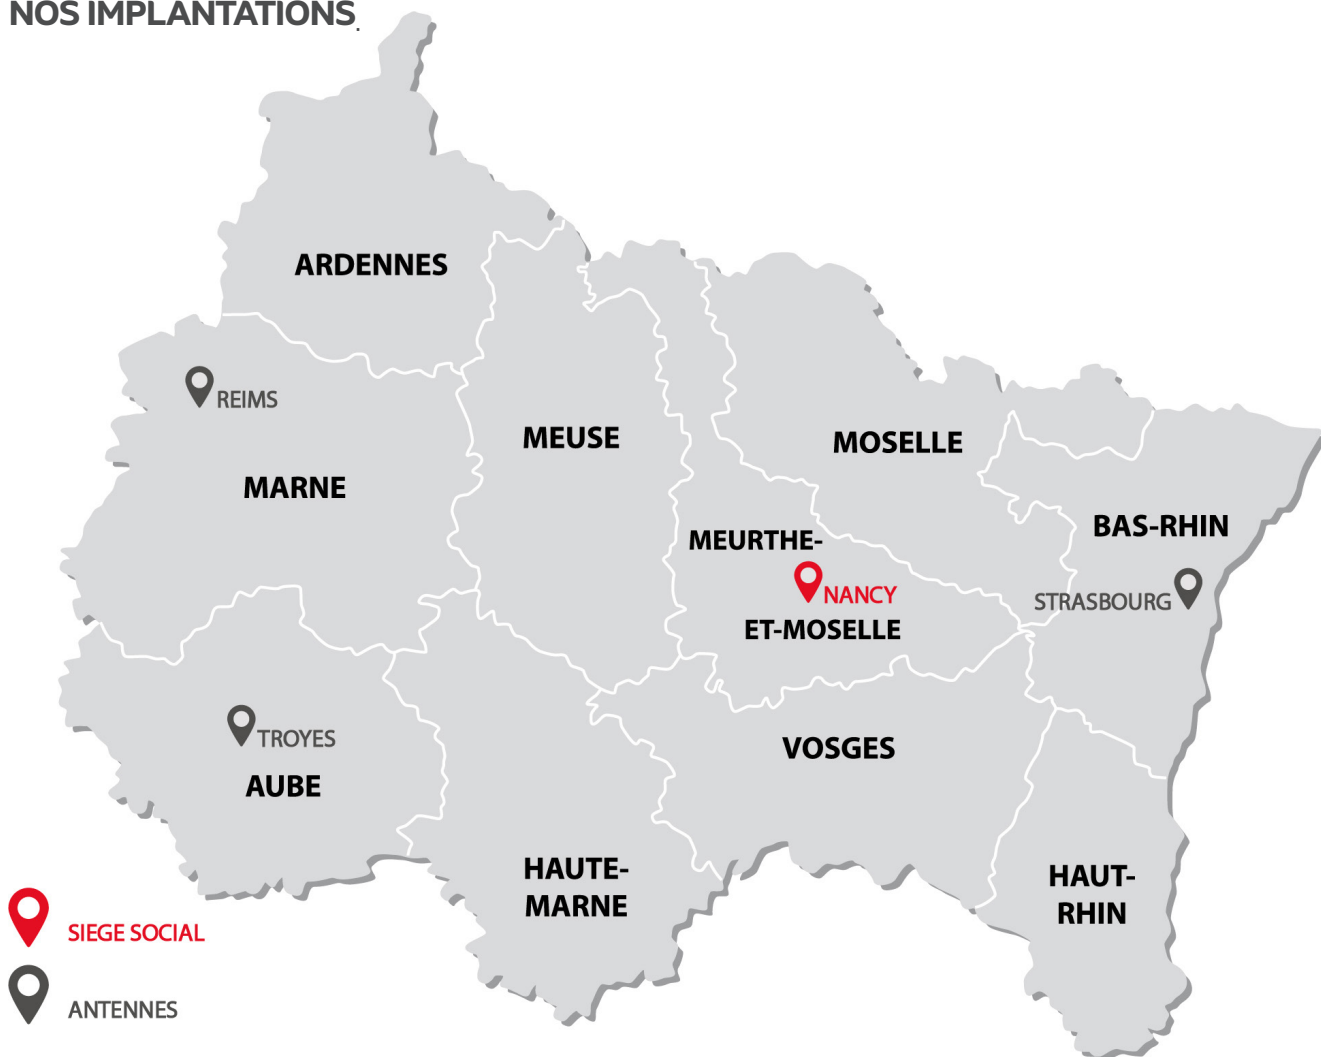 NOS IMPLANTATIONS.
ARDENNES
REIMS
MEUSE
MOSELLE
MARNE
BAS-RHIN
MEURTHE-
NANCY
STRASBOURG
ET-MOSELLE
TROYES
VOSGES
AUBE
HAUTE-
MARNE
HAUT-
RHIN
SIEGE SOCIAL
ANTENNES